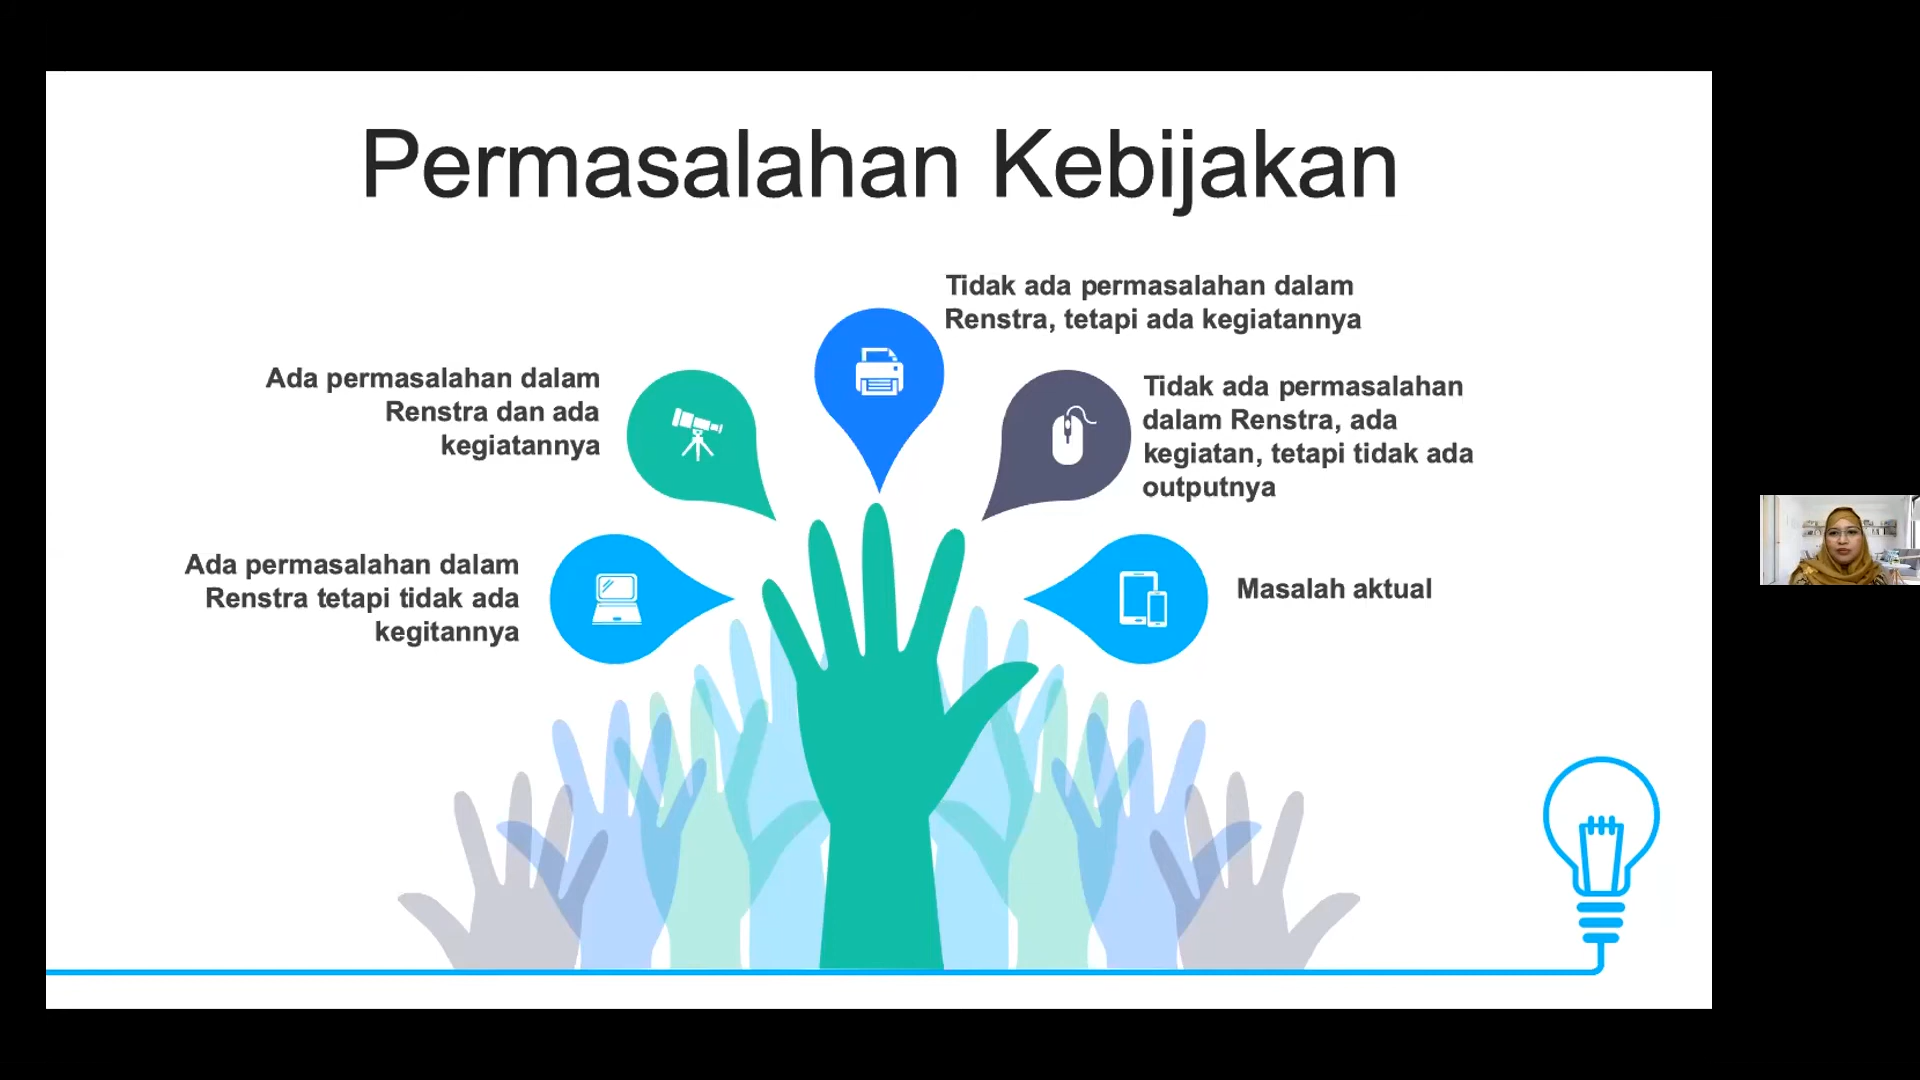 Permasalahan Kebijakan
Tidak ada permasalahan dalam
Renstra, tetapi ada kegiatannya
Ada permasalahan dalam
Renstra dan ada
kegiatannya
Tidak ada permasalahan
dalam Renstra, ada
kegiatan, tetapi tidak ada
outputnya
Ada permasalahan dalam
Renstra tetapi tidak ada
kegitannya
Masalah aktual